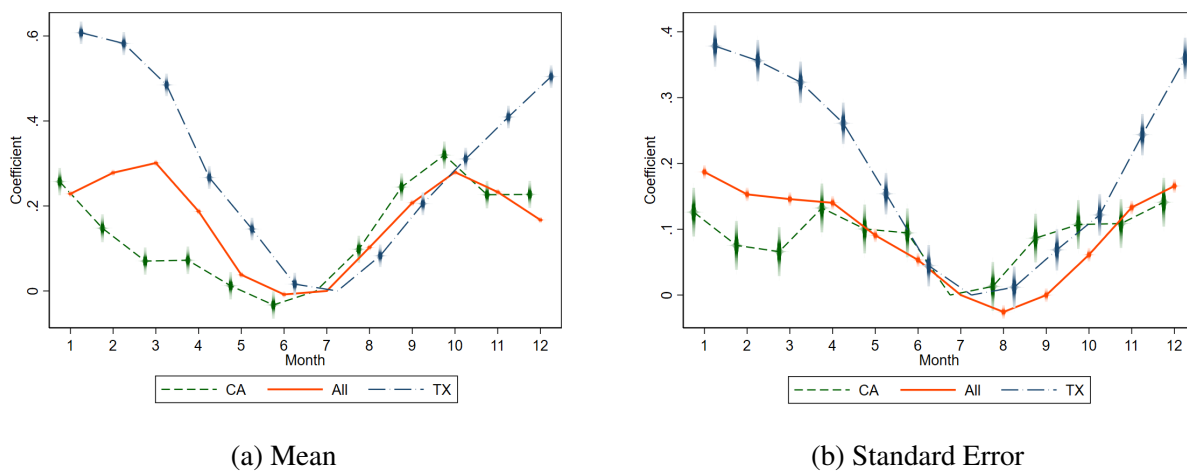 .6
.4
.2
0
Coefficient
1 2 3 4 5 6 7 8 9 10 11 12
Month
CA All TX
(a) Mean
.4
.3
.2
.1
0
Coefficient
1 2 3 4 5 6 7 8 9 10 11 12
Month
CA All TX
(b) Standard Error